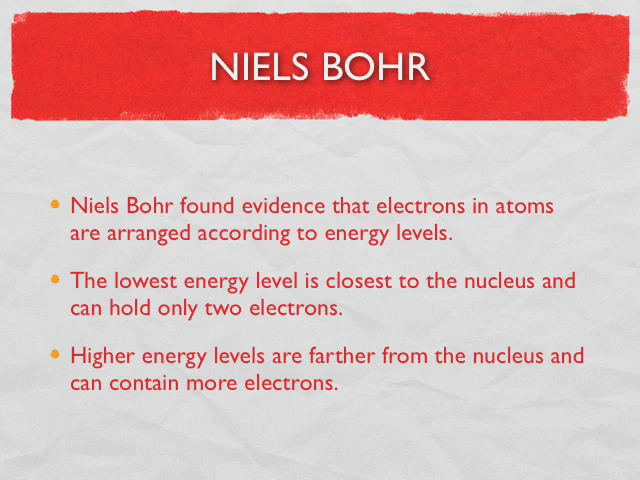 NIELS BOHR
Niels Bohr found evidence that electrons in atoms
are arranged according to energy levels.
The lowest energy level is closest to the nucleus and
can hold only two electrons.
Higher energy levels are farther from the nucleus and
can contain more electrons.